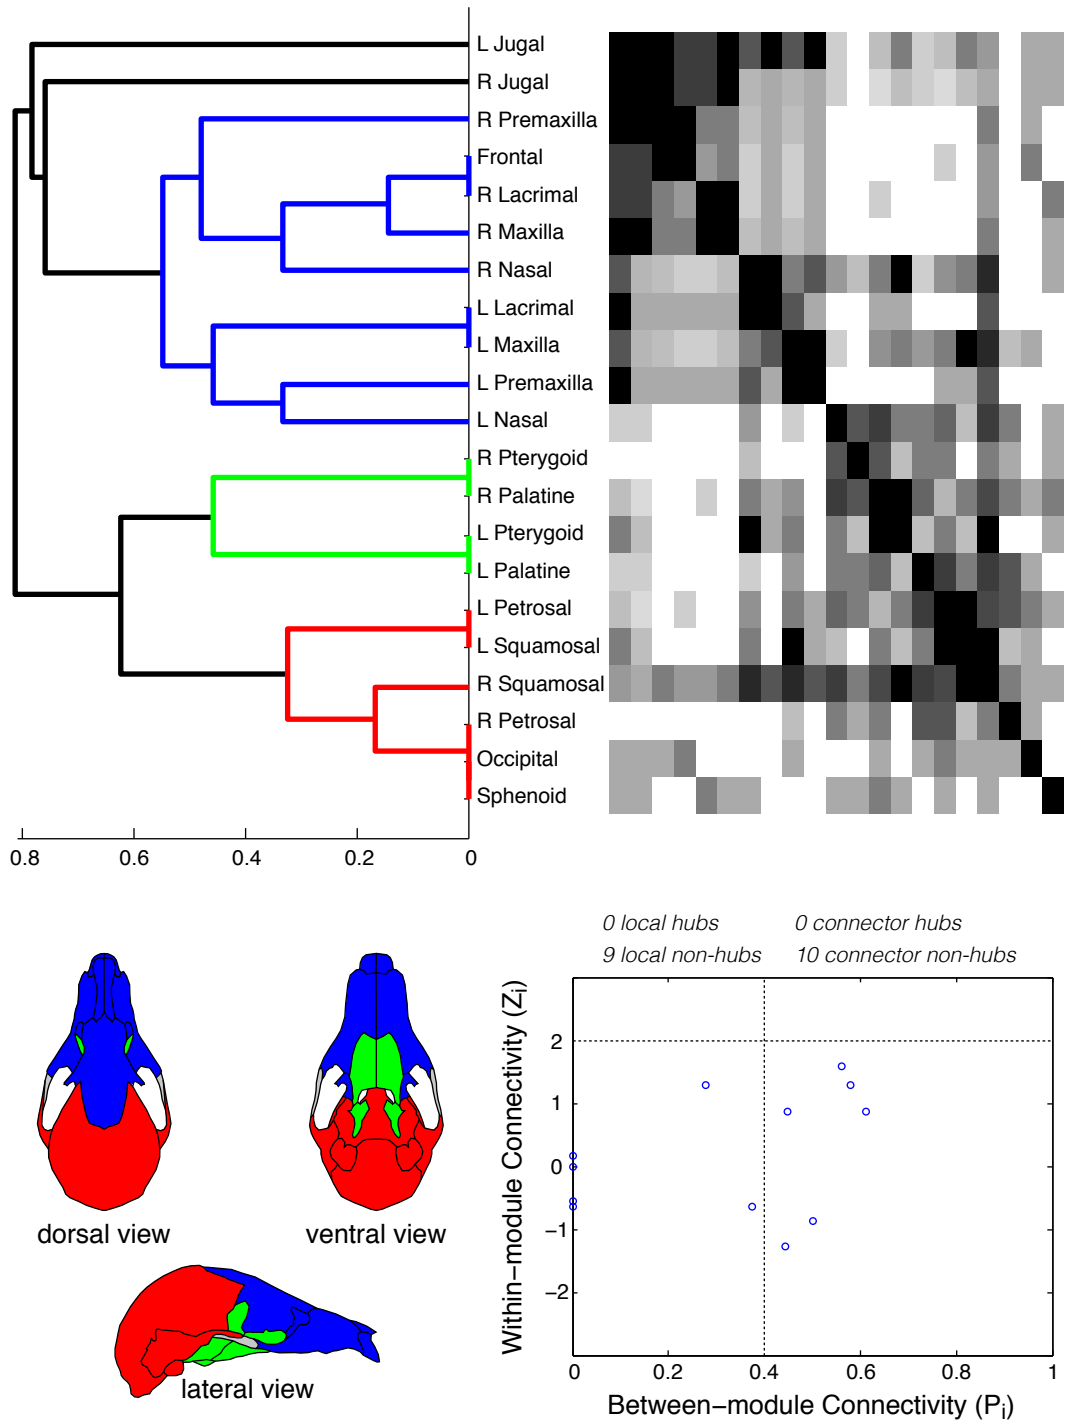 L Jugal
R Jugal
R Premaxilla
Frontal
R Lacrimal
R Maxilla
R Nasal
L Lacrimal
L Maxilla
L Premaxilla
L Nasal
R Pterygoid
R Palatine
L Pterygoid
L Palatine
L Petrosal
L Squamosal
R Squamosal
R Petrosal
Occipital
Sphenoid
0.8 0.6 0.4 0.2 0
0 local hubs 0 connector hubs
9 local non-hubs 10 connector non-hubs
dorsal view
ventral view
lateral view
Within-module Connectivity (Zi)
2
1
0
-1
-2
0 0.2 0.4 0.6 0.8 1
Between-module Connectivity (Pi)